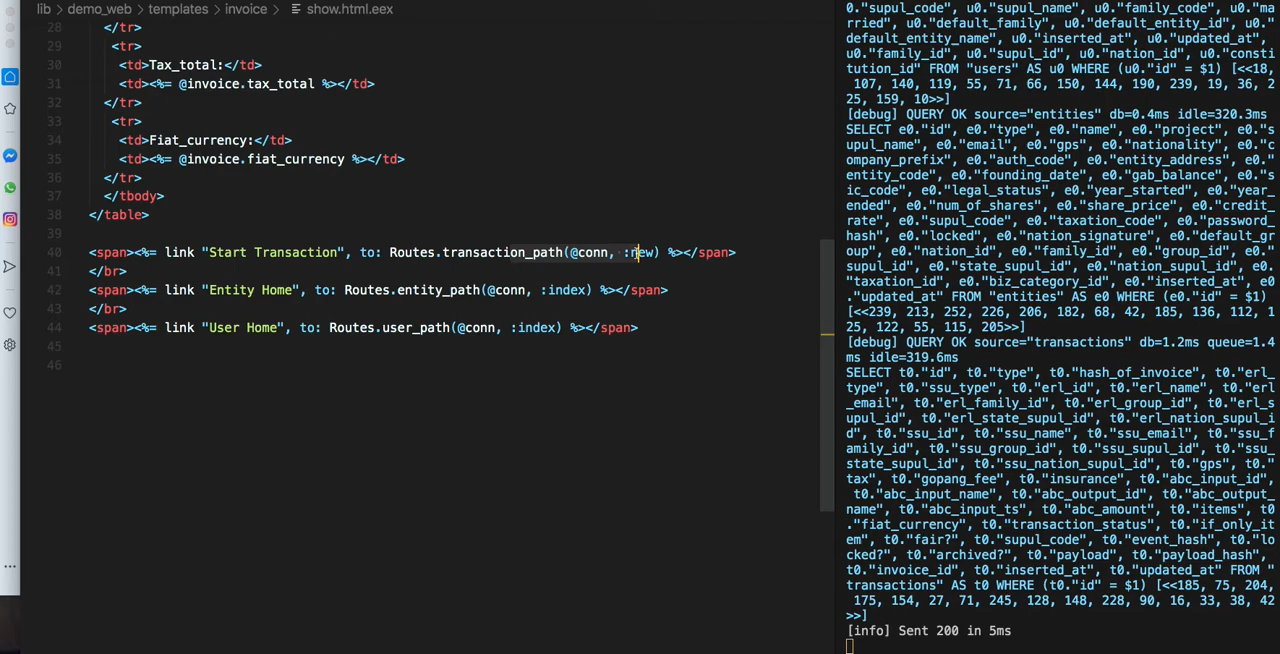 lib > demo_web > templates > invoice > show.html.eex
28 </tr>
29 <tr>
30 <td>Tax_total:</td>
31 <td><%= @invoice.tax_total %></td>
32 </tr>
33 <tr>
34 <td>Fiat_currency:</td>
35 <td><%= @invoice.fiat_currency %></td>
36 </tr>
37 </tbody>
38 </table>
39
40 <span><%= link "Start Transaction", to: Routes.transaction_path(@conn, :new) %></span>
41 </br>
42 <span><%= link "Entity Home", to: Routes.entity_path(@conn, :index) %></span>
43 </br>
44 <span><%= link "User Home", to: Routes.user_path(@conn, :index) %></span>
45
46
0."supul_code", u0."supul_name", u0."family_code", u0."ma
rried", u0."default_family", u0."default_entity_id", u0."
default_entity_name", u0."inserted_at", u0."updated_at",
u0."family_id", u0."supul_id", u0."nation_id", u0."consti
tution_id" FROM "users" AS u0 WHERE (u0."id" = $1) [<<18,
107, 140, 119, 55, 71, 66, 150, 144, 190, 239, 19, 36, 2
25, 159, 10>>]
[debug] QUERY OK source="entities" db=0.4ms idle=320.3ms
SELECT e0."id", e0."type", e0."name", e0."project", e0."s
upul_name", e0."email", e0."gps", e0."nationality", e0."c
ompany_prefix", e0."auth_code", e0."entity_address", e0."
entity_code", e0."founding_date", e0."gab_balance", e0."s
ic_code", e0."legal_status", e0."year_started", e0."year_
ended", e0."num_of_shares", e0."share_price", e0."credit_
rate", e0."supul_code", e0."taxation_code", e0."password_
hash", e0."locked", e0."nation_signature", e0."default_gr
oup", e0."nation_id", e0."family_id", e0."group_id", e0."
supul_id", e0."state_supul_id", e0."nation_supul_id", e0.
"taxation_id", e0."biz_category_id", e0."inserted_at", e0
."updated_at" FROM "entities" AS e0 WHERE (e0."id" = $1)
[<<239, 213, 252, 226, 206, 182, 68, 42, 185, 136, 112, 1
25, 122, 55, 115, 205>>]
[debug] QUERY OK source="transactions" db=1.2ms queue=1.4
ms idle=319.6ms
SELECT t0."id", t0."type", t0."hash_of_invoice", t0."erl_
type", t0."ssu_type", t0."erl_id", t0."erl_name", t0."erl
_email", t0."erl_family_id", t0."erl_group_id", t0."erl_s
upul_id", t0."erl_state_supul_id", t0."erl_nation_supul_i
d", t0."ssu_id", t0."ssu_name", t0."ssu_email", t0."ssu_f
amily_id", t0."ssu_group_id", t0."ssu_supul_id", t0."ssu_
state_supul_id", t0."ssu_nation_supul_id", t0."gps", t0."
tax", t0."gopang_fee", t0."insurance", t0."abc_input_id",
t0."abc_input_name", t0."abc_output_id", t0."abc_output_
name", t0."abc_input_ts", t0."abc_amount", t0."items", t0
."fiat_currency", t0."transaction_status", t0."if_only_it
em", t0."fair?", t0."supul_code", t0."event_hash", t0."lo
cked?", t0."archived?", t0."payload", t0."payload_hash",
t0."invoice_id", t0."inserted_at", t0."updated_at" FROM "
transactions" AS t0 WHERE (t0."id" = $1) [<<185, 75, 204,
175, 154, 27, 71, 245, 128, 148, 228, 90, 16, 33, 38, 42
>>]
[info] Sent 200 in 5ms